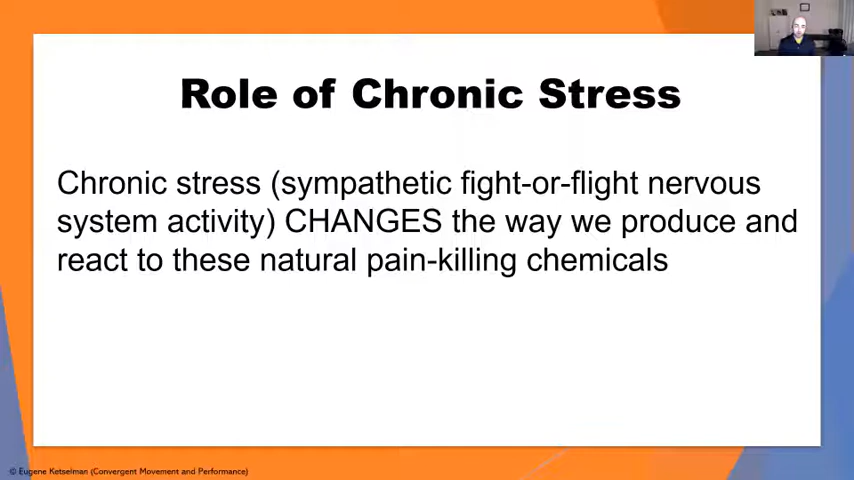 Role of Chronic Stress
Chronic stress (sympathetic fight-or-flight nervous
system activity) CHANGES the way we produce and
react to these natural pain-killing chemicals
© Eugene Ketselman (Convergent Movement and Performance)